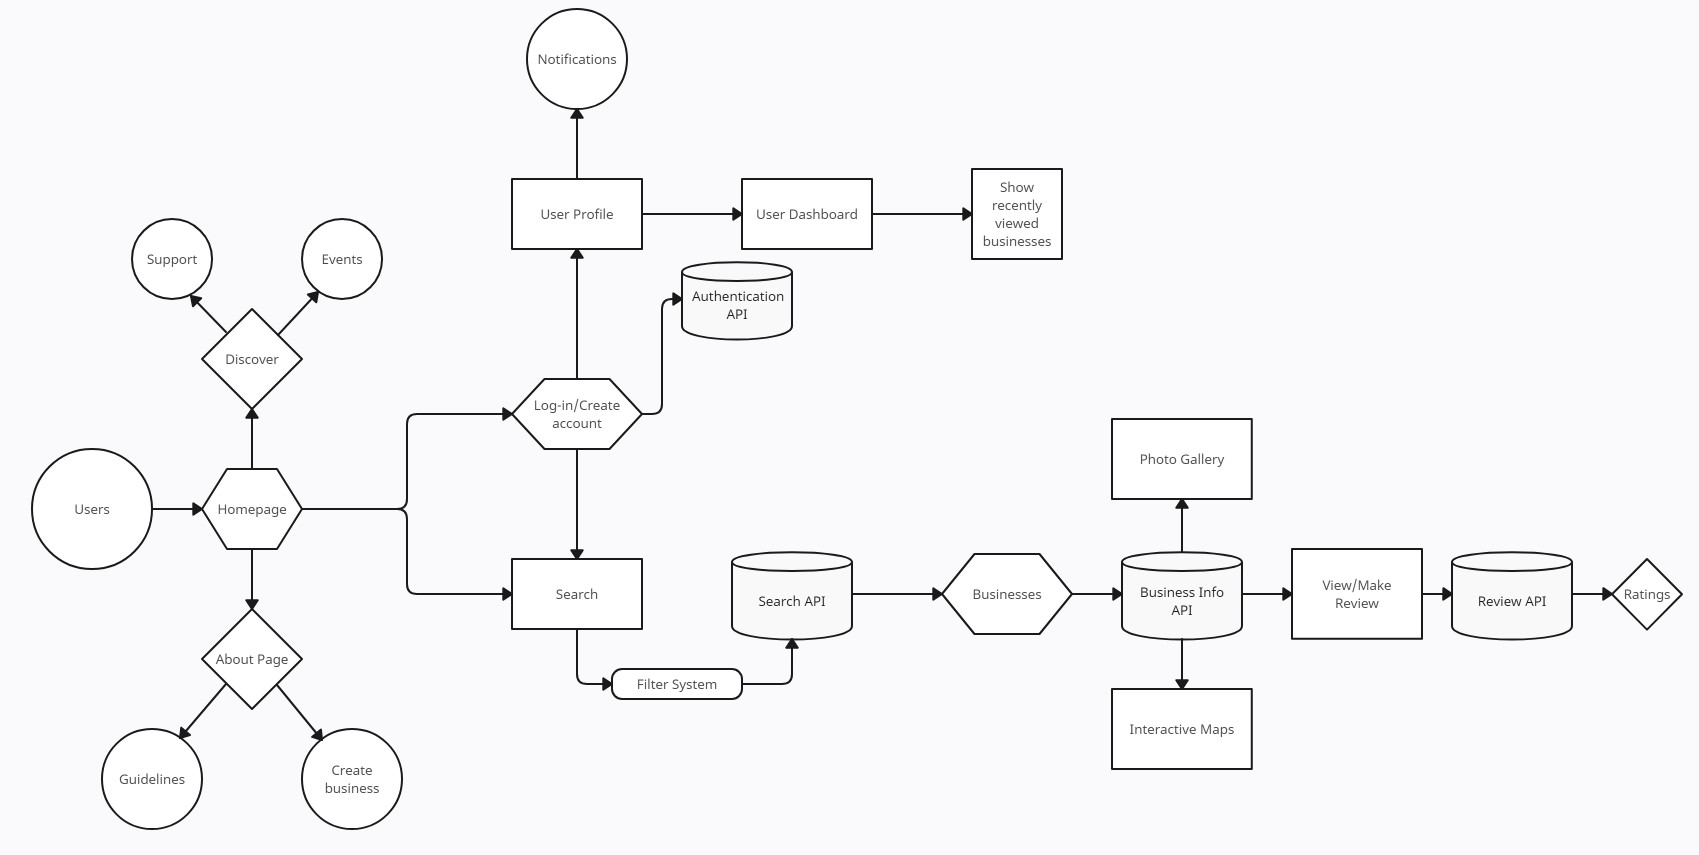 Notifications
User Profile
User Dashboard
Show
recently
viewed
businesses
Support
Events
Authentication
API
Discover
Log-in/Create
account
Users
Homepage
Photo Gallery
Search
Search API
Businesses
Business Info
API
View/Make
Review
Review API
Ratings
About Page
Filter System
Interactive Maps
Guidelines
Create
business